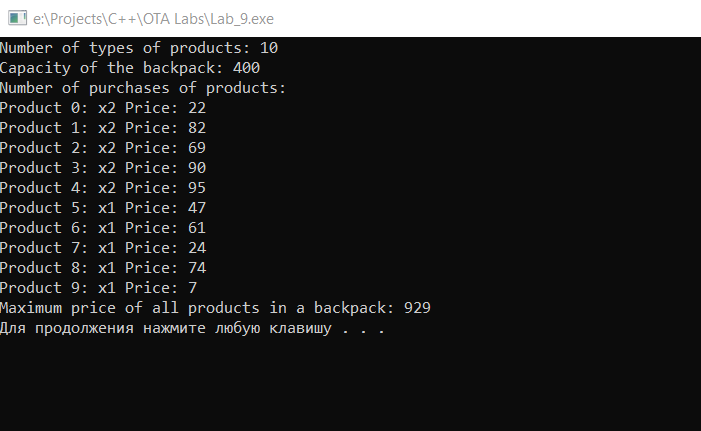 e:\Projects\C++\OTA Labs\Lab_9.exe
Number of types of products: 10
Capacity of the backpack: 400
Number of purchases of products:
Product 0: x2 Price: 22
Product 1: x2 Price: 82
Product 2: x2 Price: 69
Product 3: x2 Price: 90
Product 4: x2 Price: 95
Product 5: x1 Price: 47
Product 6: x1 Price: 61
Product 7: x1 Price: 24
Product 8: x1 Price: 74
Product 9: x1 Price: 7
Maximum price of all products in a backpack: 929
Для продолжения нажмите любую клавишу . . .